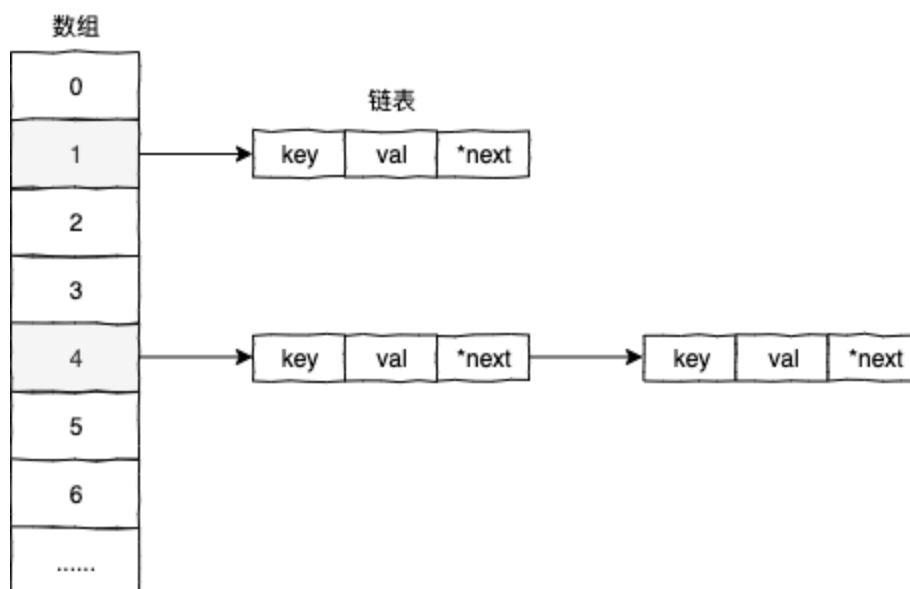 数组
0
链表
1 key val *next
2
3
4 key val *next key val *next
5
6
......